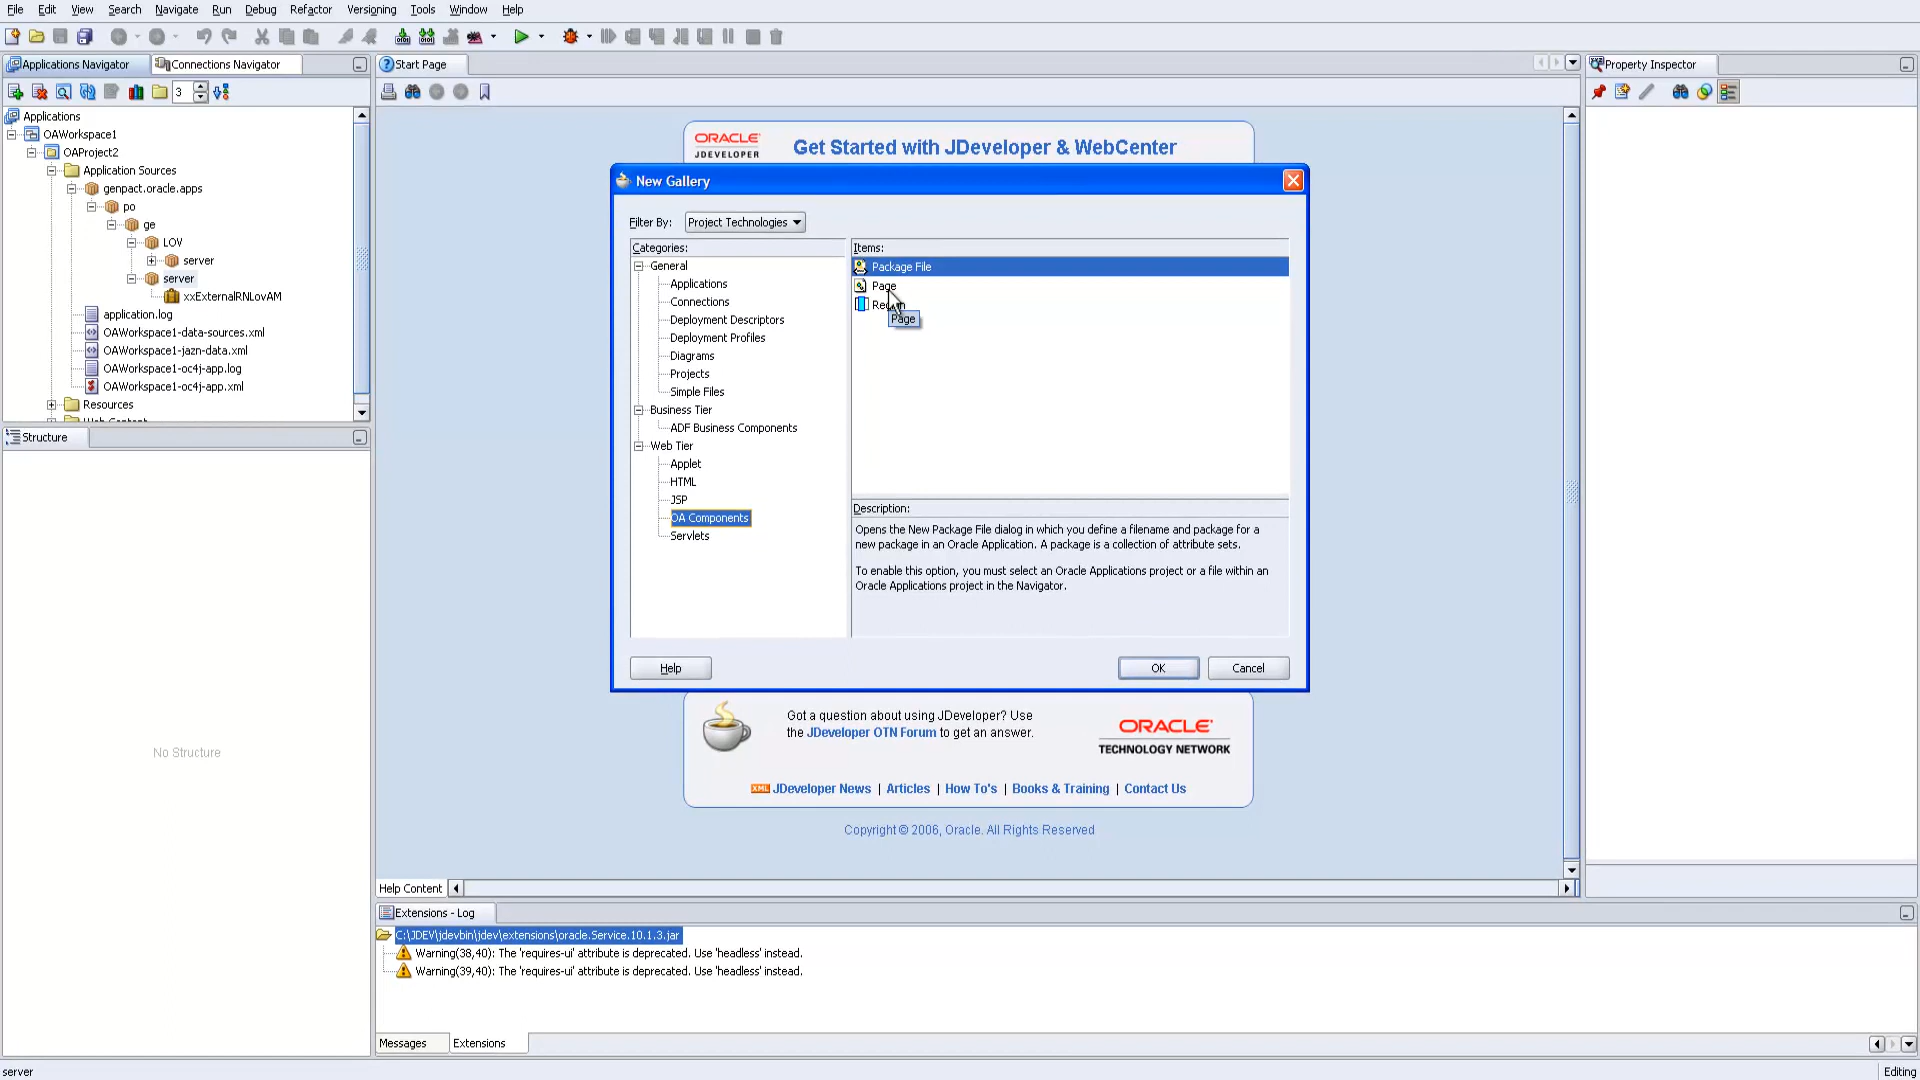 File Edit View Search Navigate Run Debug Refactor Versioning Tools Window Help
Applications Navigator Connections Navigator Start Page Property Inspector
3
Applications
OAWorkspace1
OAProject2
Application Sources
genpact.oracle.apps
po
ge
LOV
server
server
xxExternalRNLovAM
application.log
OAWorkspace1-data-sources.xml
OAWorkspace1-jazn-data.xml
OAWorkspace1-oc4j-app.log
OAWorkspace1-oc4j-app.xml
Resources
Structure
No Structure
ORACLE
JDEVELOPER
Get Started with JDeveloper & WebCenter
New Gallery
Filter By: Project Technologies
Categories:
General
Applications
Connections
Deployment Descriptors
Deployment Profiles
Diagrams
Projects
Simple Files
Business Tier
ADF Business Components
Web Tier
Applet
HTML
JSP
OA Components
Servlets
Items:
Package File
Page
Page
Description:
Opens the New Package File dialog in which you define a filename and package for a
new package in an Oracle Application. A package is a collection of attribute sets.
To enable this option, you must select an Oracle Applications project or a file within an
Oracle Applications project in the Navigator.
Help OK Cancel
Got a question about using JDeveloper? Use
the JDeveloper OTN Forum to get an answer.
ORACLE
TECHNOLOGY NETWORK
XML JDeveloper News | Articles | How To's | Books & Training | Contact Us
Copyright © 2006, Oracle. All Rights Reserved
Help Content
Extensions - Log
C:\JDEV\jdevbin\jdev\extensions\oracle.Service.10.1.3.jar
Warning(38,40): The 'requires-ui' attribute is deprecated. Use 'headless' instead.
Warning(39,40): The 'requires-ui' attribute is deprecated. Use 'headless' instead.
Messages Extensions
server Editing